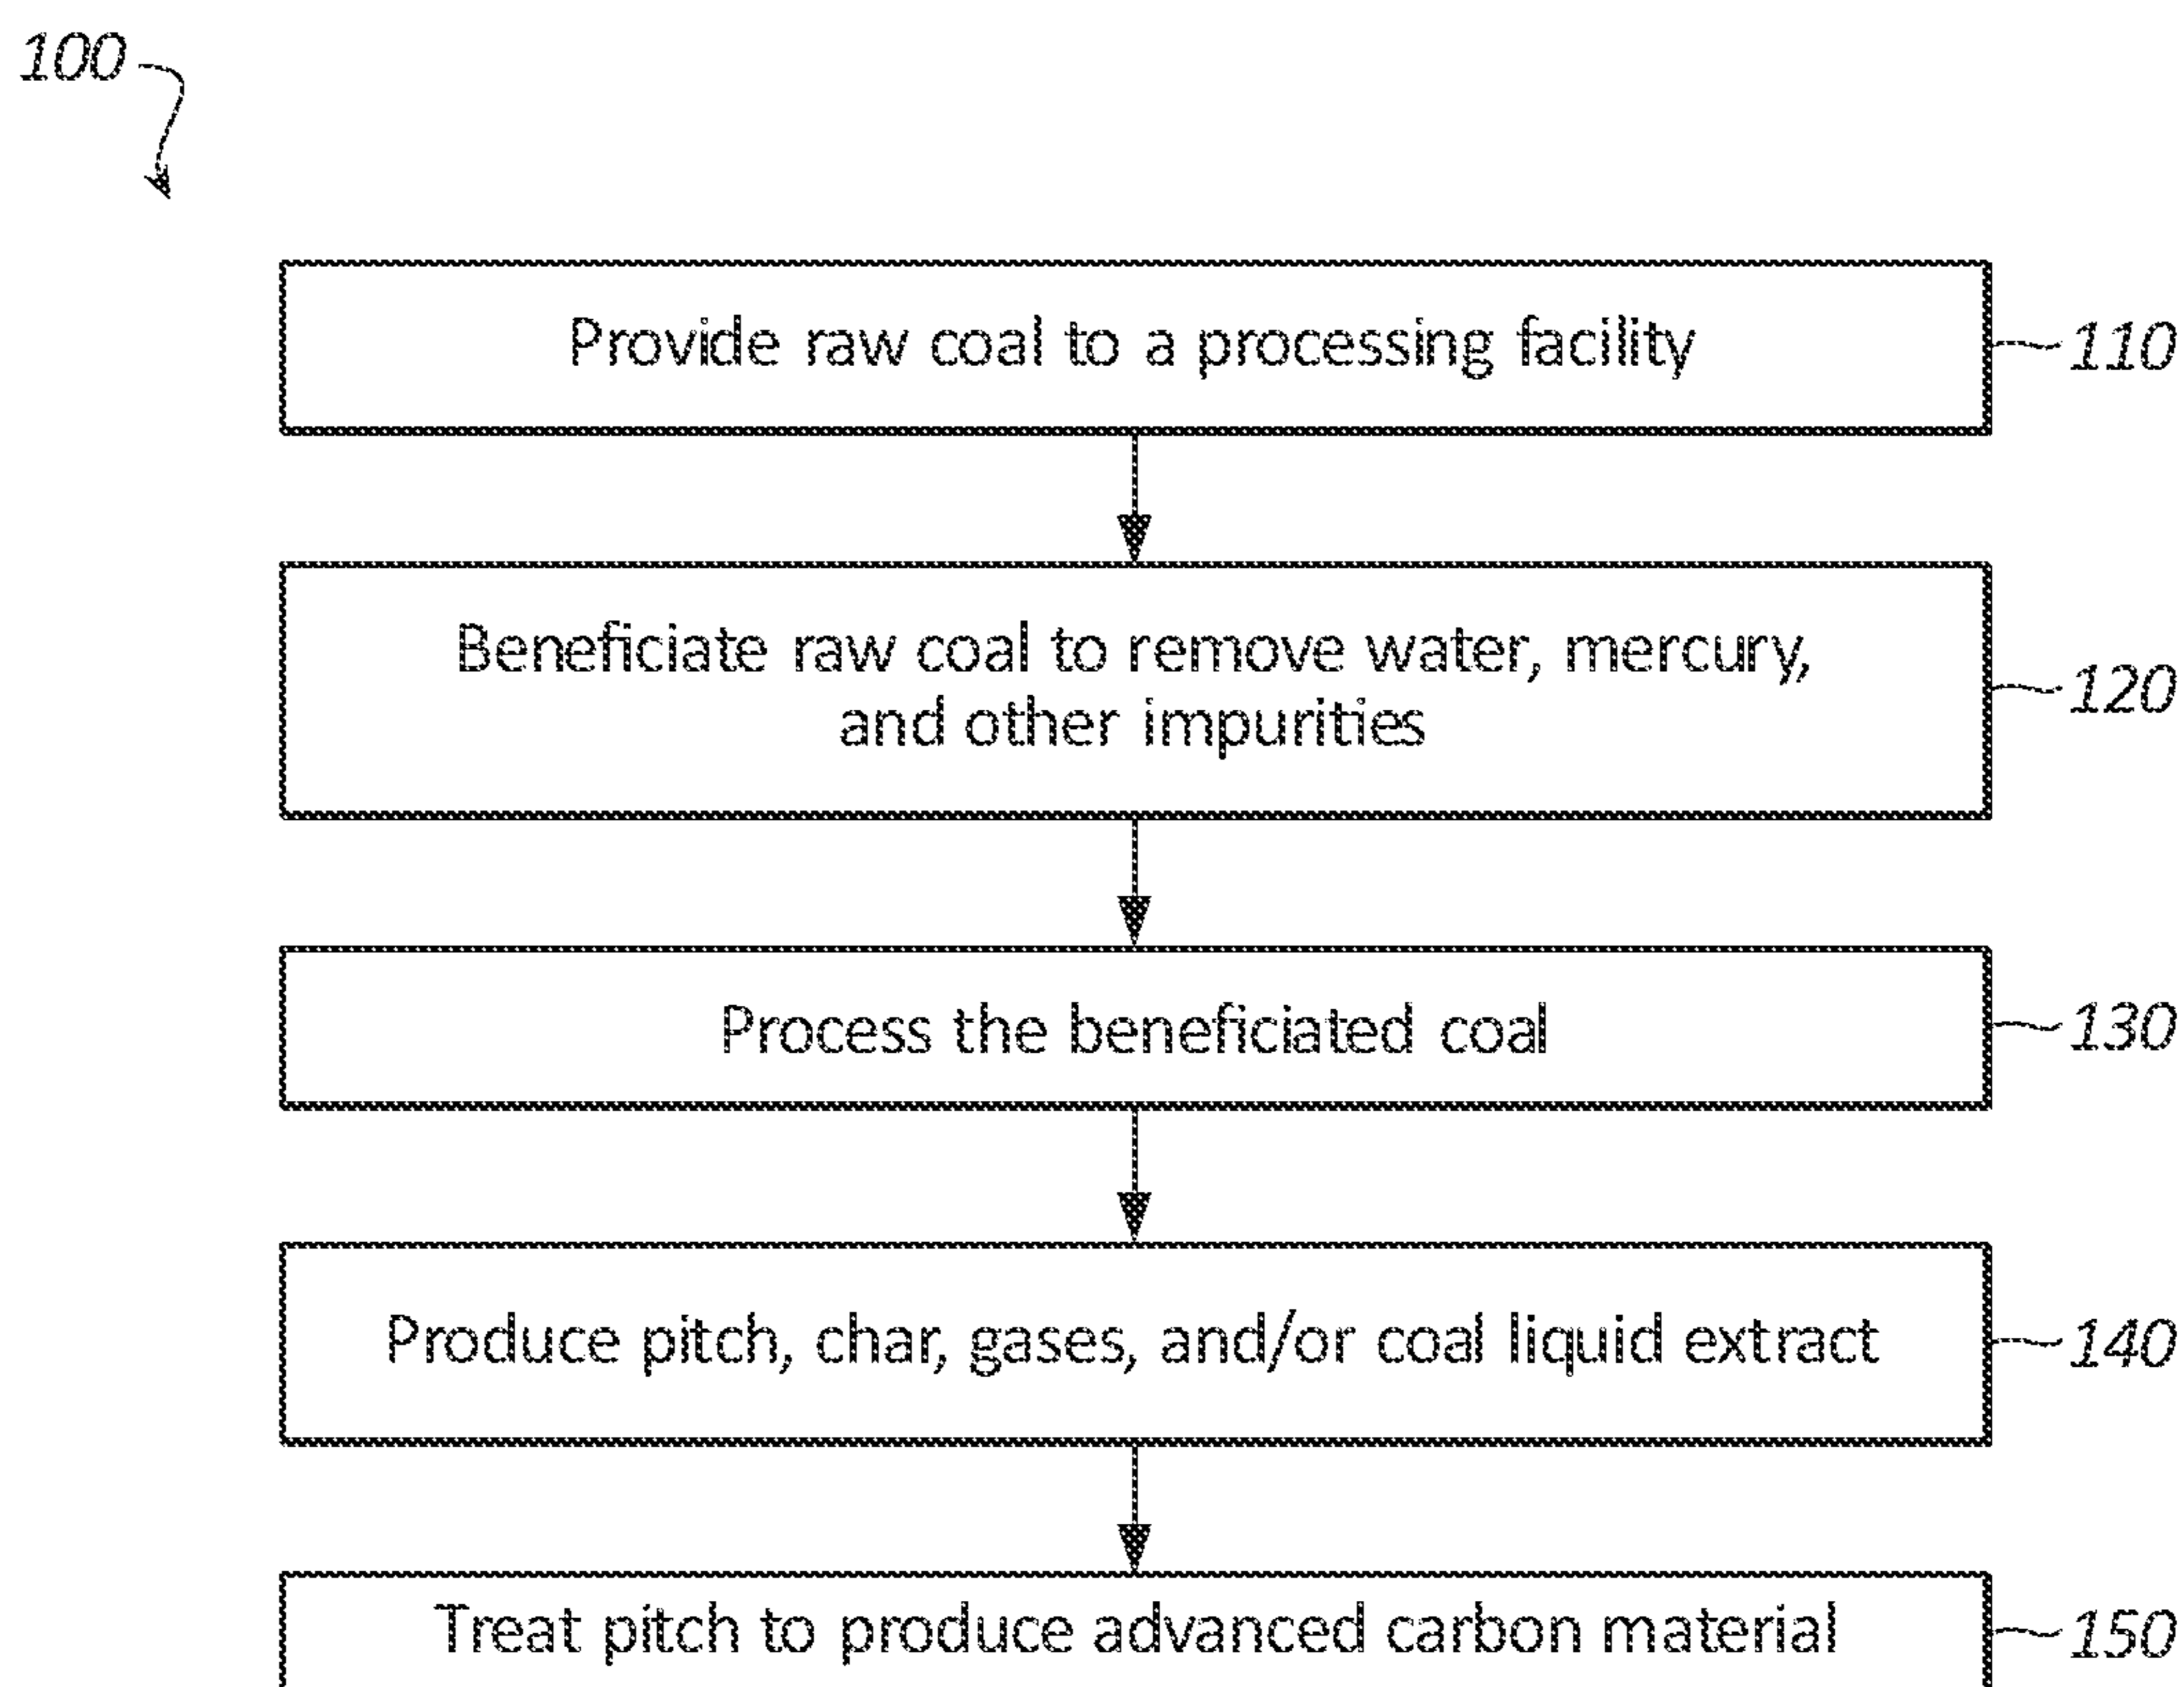 100
Provide raw coal to a processing facility
110
Beneficiate raw coal to remove water, mercury,
and other impurities
120
Process the beneficiated coal
130
Produce pitch, char, gases, and/or coal liquid extract
140
Treat pitch to produce advanced carbon material
150